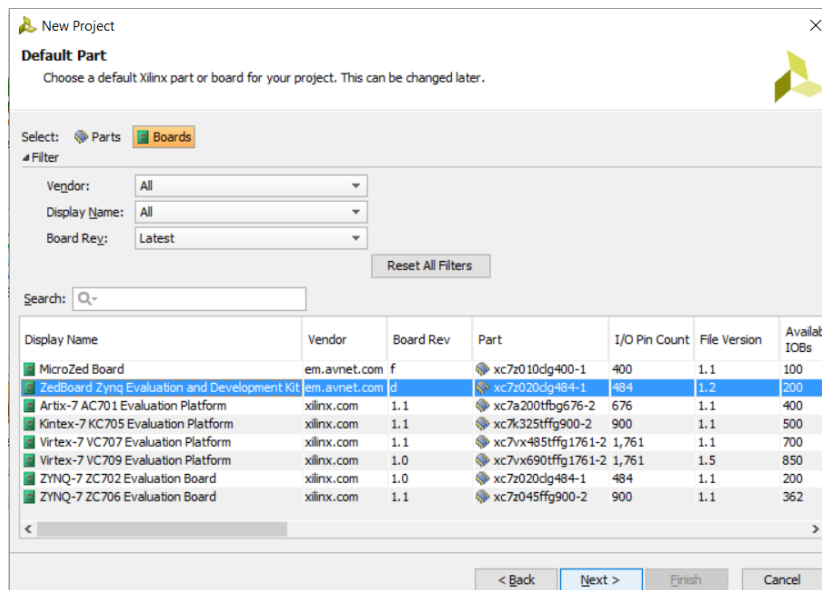 New Project
Default Part
Choose a default Xilinx part or board for your project. This can be changed later.
Select: Parts Boards
Filter
Vendor: All
Display Name: All
Board Rev: Latest
Reset All Filters
Search:
Display Name Vendor Board Rev Part I/O Pin Count File Version Availab
IOBs
MicroZed Board em.avnet.com f xc7z010clg400-1 400 1.1 100
ZedBoard Zynq Evaluation and Development Kit em.avnet.com d xc7z020clg484-1 484 1.2 200
Artix-7 AC701 Evaluation Platform xilinx.com 1.1 xc7a200tfbg676-2 676 1.1 400
Kintex-7 KC705 Evaluation Platform xilinx.com 1.1 xc7k325tffg900-2 900 1.1 500
Virtex-7 VC707 Evaluation Platform xilinx.com 1.1 xc7vx485tffg1761-2 1,761 1.1 700
Virtex-7 VC709 Evaluation Platform xilinx.com 1.0 xc7vx690tffg1761-2 1,761 1.5 850
ZYNQ-7 ZC702 Evaluation Board xilinx.com 1.0 xc7z020clg484-1 484 1.1 200
ZYNQ-7 ZC706 Evaluation Board xilinx.com 1.1 xc7z045ffg900-2 900 1.1 362
< Back Next > Finish Cancel